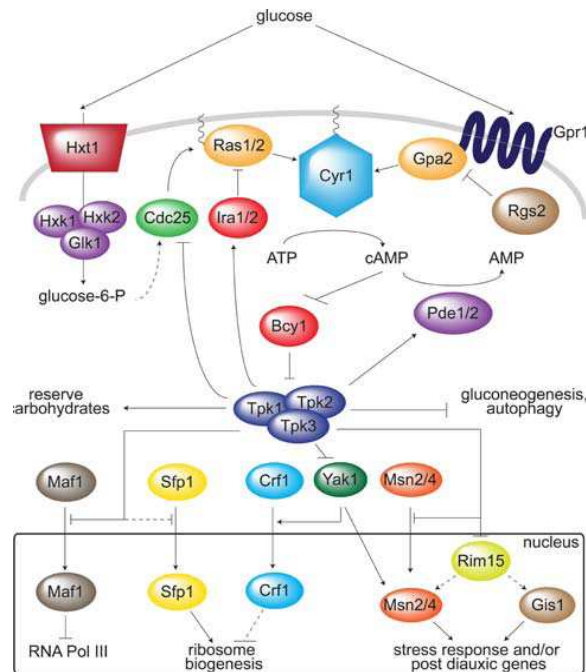 glucose
Hxt1
Ras1/2
Cyr1
Gpa2
Gpr1
Hxk1
Hxk2
Glk1
Cdc25
Ira1/2
Rgs2
glucose-6-P
ATP
cAMP
AMP
Bcy1
Pde1/2
reserve
carbohydrates
Tpk1
Tpk2
Tpk3
gluconeogenesis,
autophagy
Maf1
Sfp1
Crf1
Yak1
Msn2/4
nucleus
Rim15
Maf1
Sfp1
Crf1
Msn2/4
Gis1
RNA Pol III
ribosome
biogenesis
stress response and/or
post diauxic genes